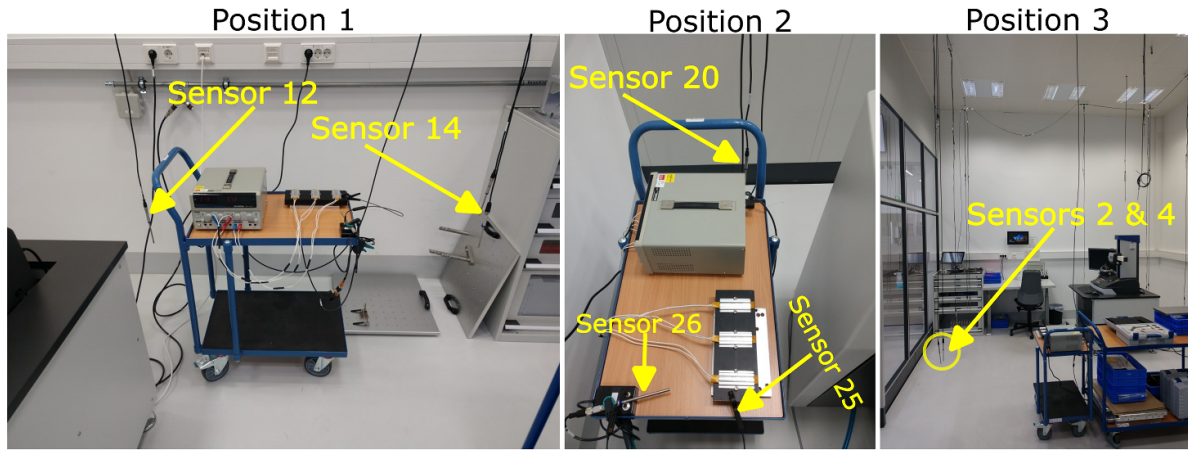 Position 1
Position 2
Position 3
Sensor 12
Sensor 14
Sensor 20
Sensor 26
Sensor 25
Sensors 2 & 4